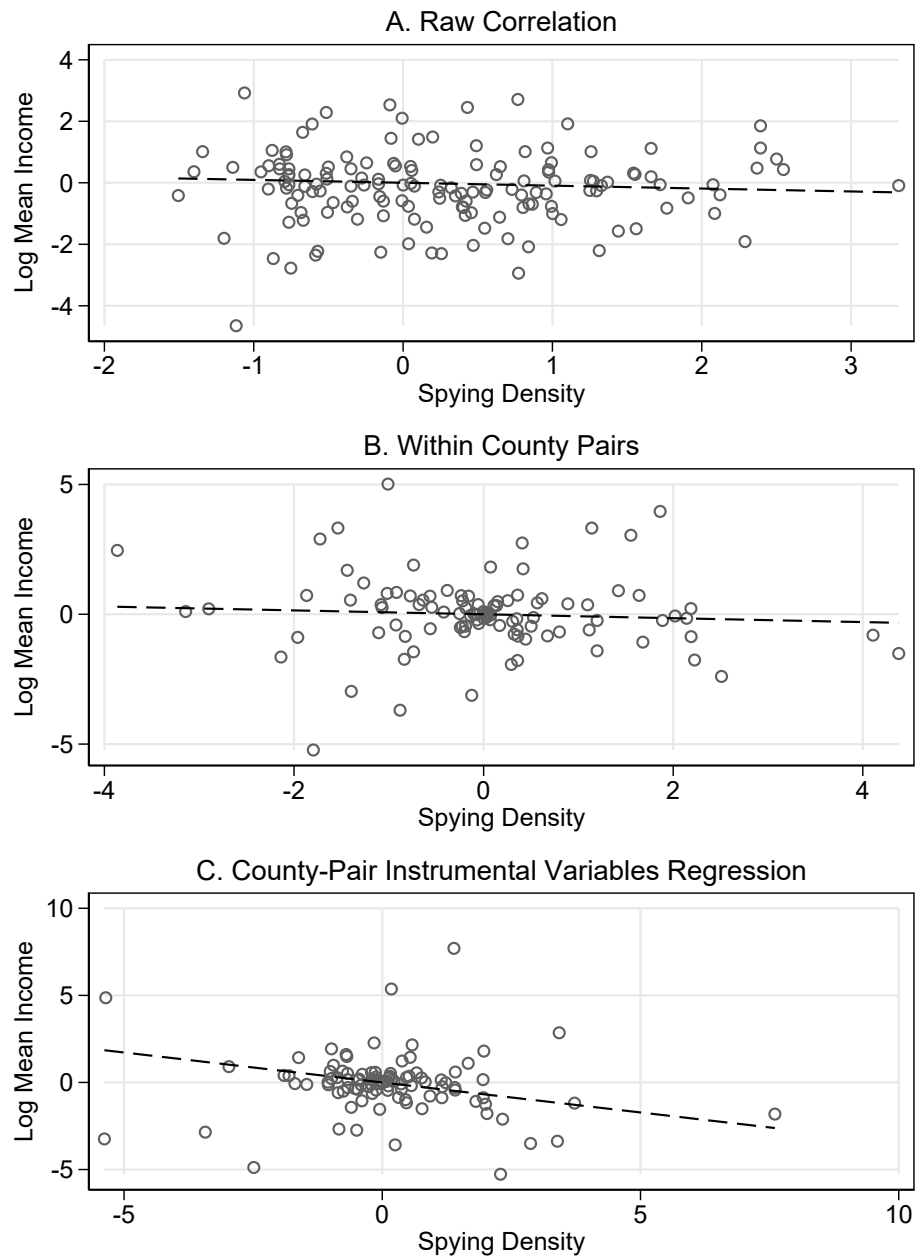 A. Raw Correlation
4
2
0
-2
-4
Log Mean Income
-2 -1 0 1 2 3
Spying Density
B. Within County Pairs
5
0
-5
Log Mean Income
-4 -2 0 2 4
Spying Density
C. County-Pair Instrumental Variables Regression
10
5
0
-5
Log Mean Income
-5 0 5 10
Spying Density